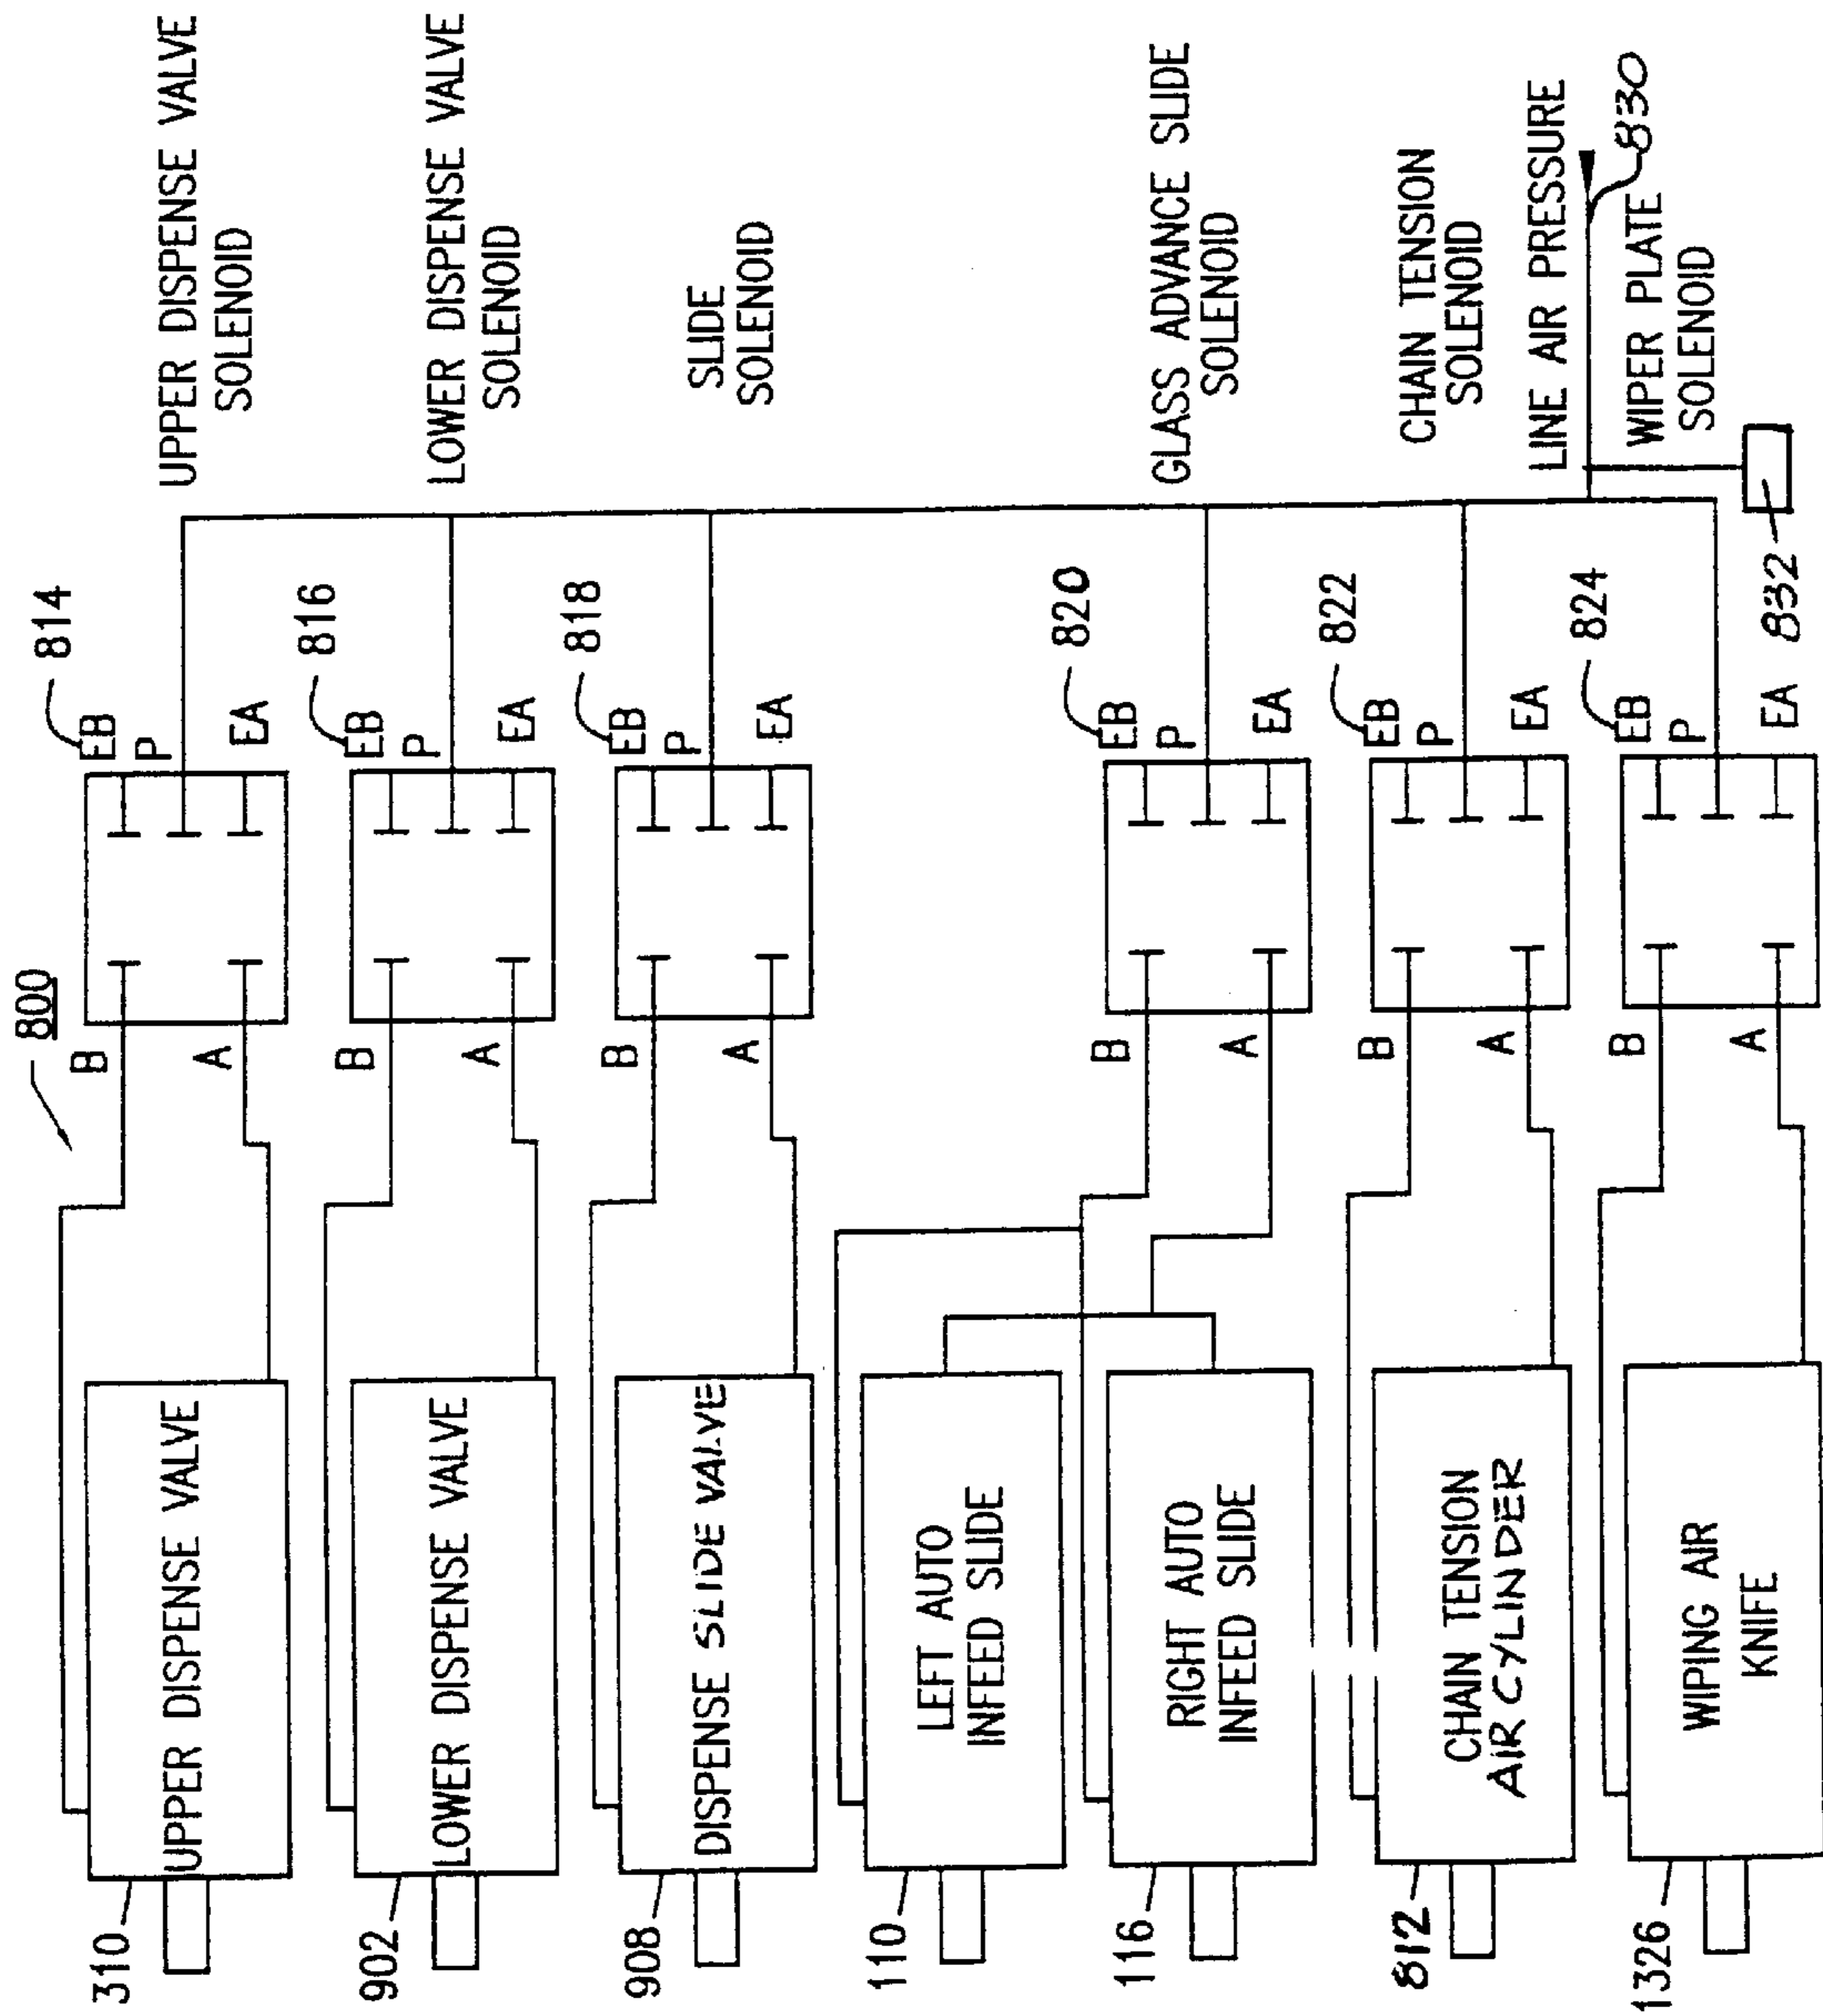 800
310
UPPER DISPENSE VALVE
B
A
814
EB
P
EA
UPPER DISPENSE VALVE
SOLENOID
902
LOWER DISPENSE VALVE
B
A
816
EB
P
EA
LOWER DISPENSE VALVE
SOLENOID
908
DISPENSE SLIDE VALVE
B
A
818
EB
P
EA
SLIDE
SOLENOID
110
LEFT AUTO
INFEED SLIDE
116
RIGHT AUTO
INFEED SLIDE
B
A
820
EB
P
EA
GLASS ADVANCE SLIDE
SOLENOID
812
CHAIN TENSION
AIR CYLINDER
B
A
822
EB
P
EA
CHAIN TENSION
SOLENOID
LINE AIR PRESSURE
830
1326
WIPING AIR
KNIFE
B
A
824
EB
P
EA
WIPER PLATE
SOLENOID
832